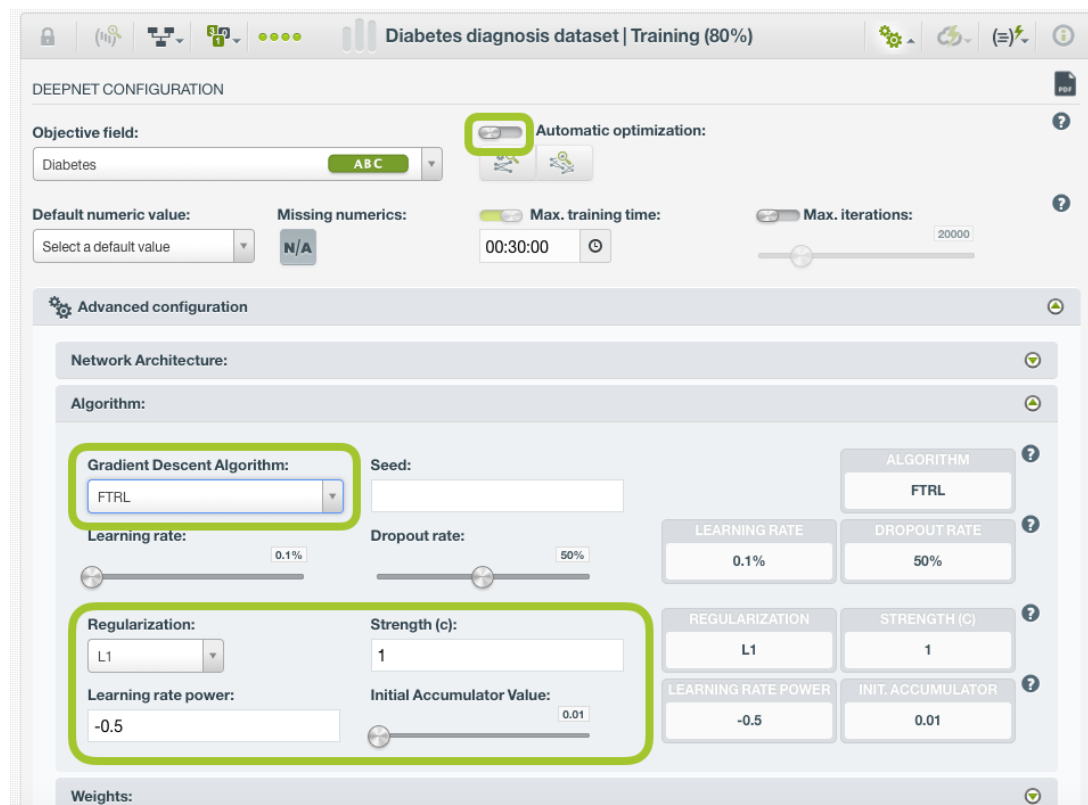 Diabetes diagnosis dataset | Training (80%)
DEEPNET CONFIGURATION
PDF
Objective field:
Automatic optimization:
Diabetes ABC
Default numeric value:
Missing numerics:
Max. training time:
Max. iterations:
Select a default value
N/A
00:30:00
20000
Advanced configuration
Network Architecture:
Algorithm:
Gradient Descent Algorithm:
Seed:
ALGORITHM
FTRL
FTRL
Learning rate:
Dropout rate:
LEARNING RATE
DROPOUT RATE
0.1%
50%
0.1%
50%
Regularization:
Strength (c):
REGULARIZATION
STRENGTH (C)
L1
1
L1
1
Learning rate power:
Initial Accumulator Value:
LEARNING RATE POWER
INIT. ACCUMULATOR
-0.5
0.01
-0.5
0.01
Weights: